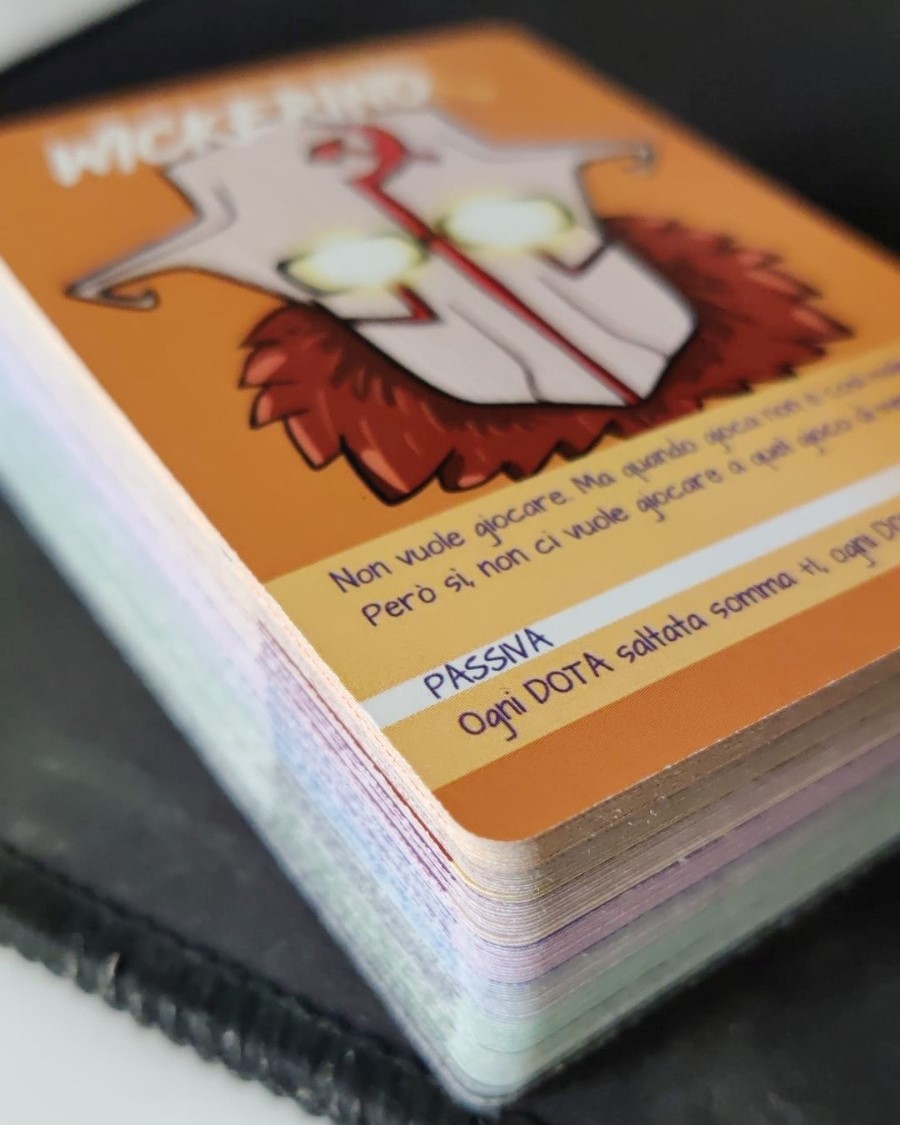 WICKERINO
Non vuole giocare. Ma quando gioca non è così
Però sì, non ci vuole giocare a quel gioco di
PASSIVA
Ogni DOTA saltata somma +1, ogni